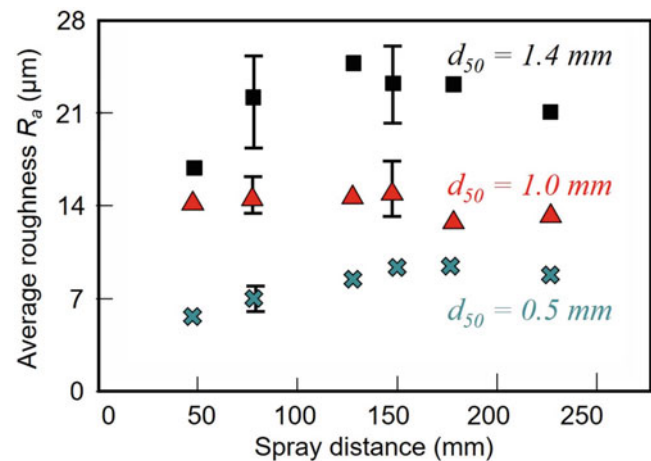 28
21
14
7
0
Average roughness Ra (µm)
d50 = 1.4 mm
d50 = 1.0 mm
d50 = 0.5 mm
0 50 100 150 200 250
Spray distance (mm)